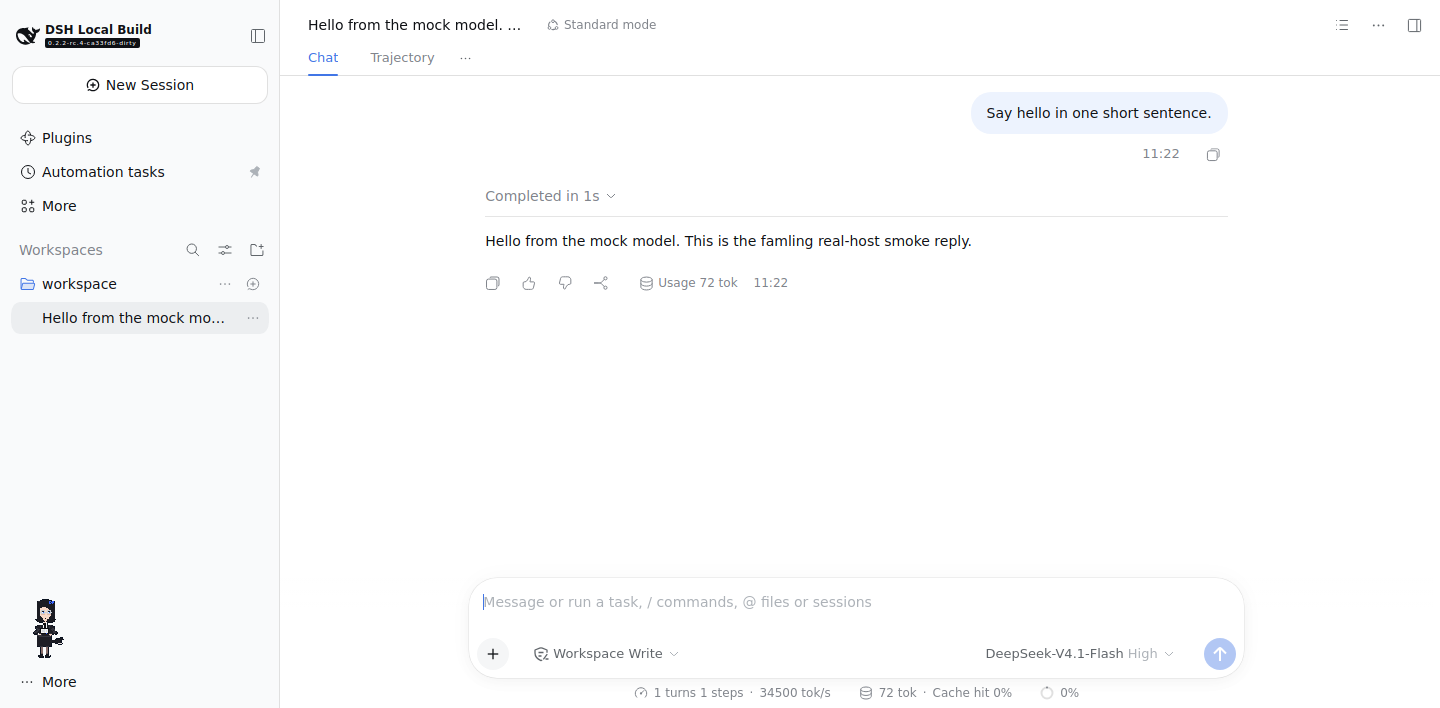 DSH Local Build
0.2.2-rc.4-ca33fd6-dirty
New Session
Plugins
Automation tasks
More
Workspaces
workspace
Hello from the mock mo...
More
Hello from the mock model. ...
Standard mode
Chat
Trajectory
Say hello in one short sentence.
11:22
Completed in 1s
Hello from the mock model. This is the famling real-host smoke reply.
Usage 72 tok
11:22
Message or run a task, / commands, @ files or sessions
Workspace Write
DeepSeek-V4.1-Flash High
1 turns 1 steps · 34500 tok/s
72 tok · Cache hit 0%
0%